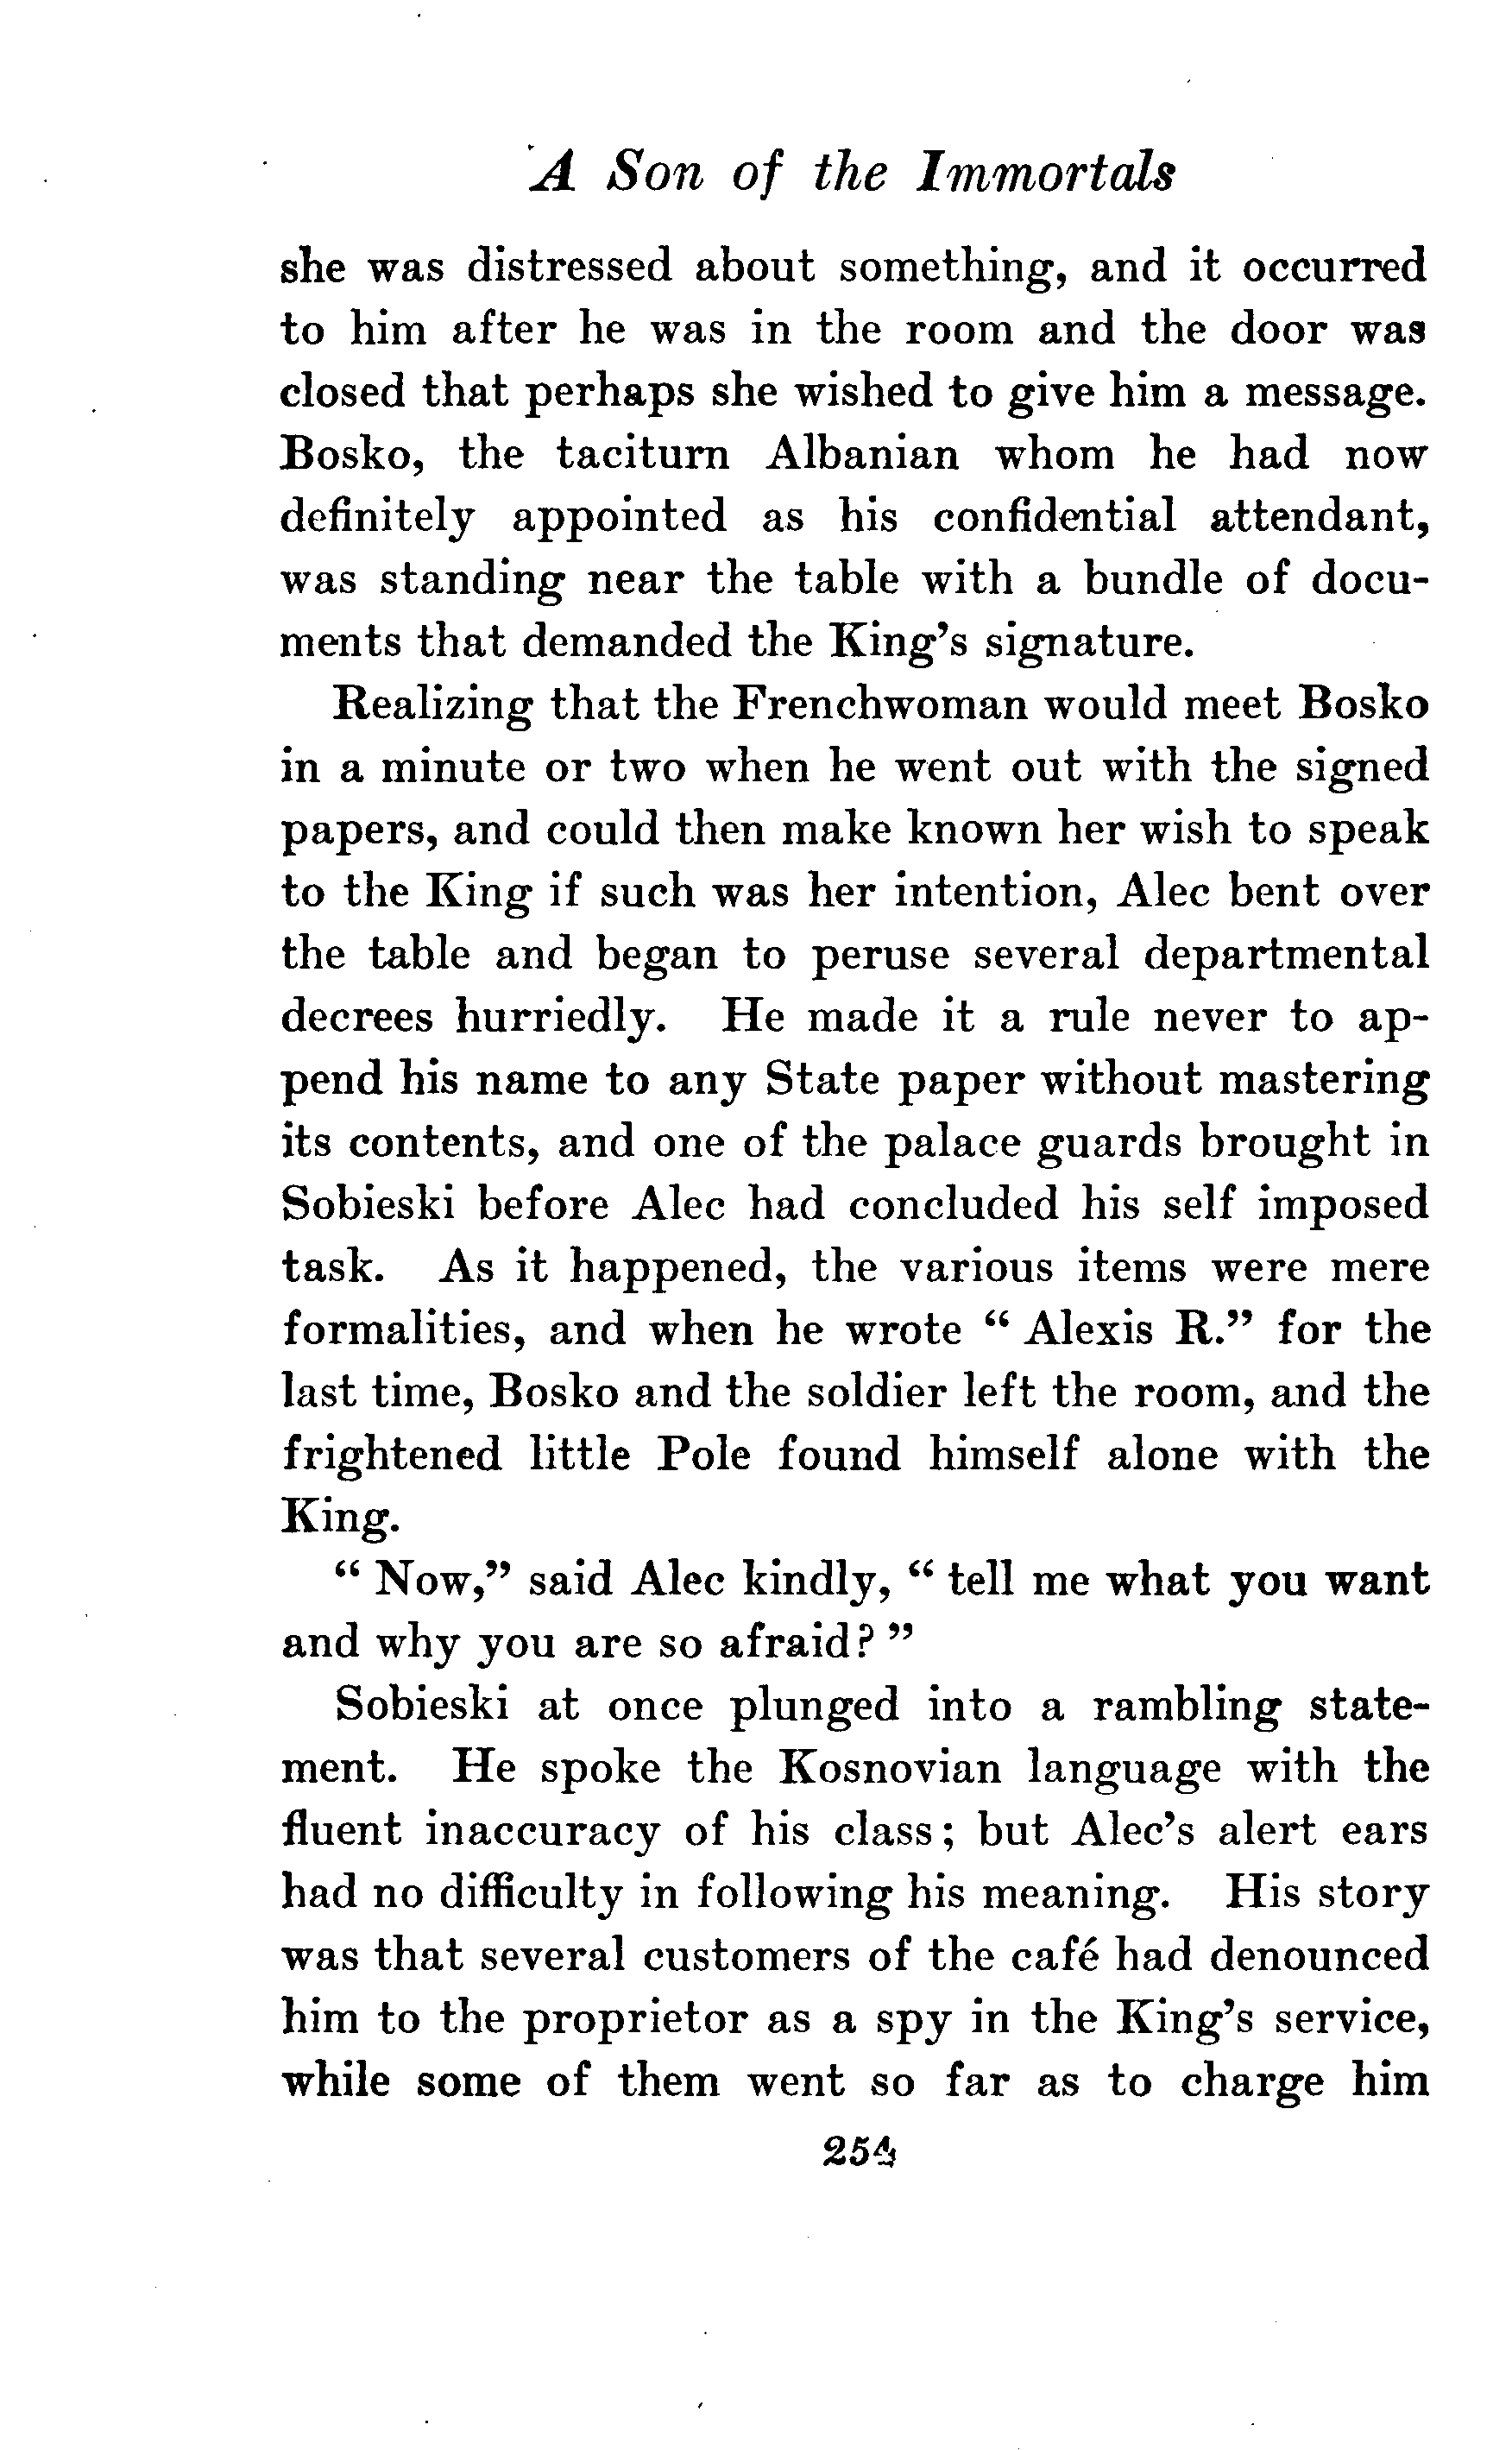 A Son of the Immortals
she was distressed about something, and it occurred
to him after he was in the room and the door was
closed that perhaps she wished to give him a message.
Bosko, the taciturn Albanian whom he had now
definitely appointed as his confidential attendant,
was standing near the table with a bundle of docu-
ments that demanded the King's signature.
Realizing that the Frenchwoman would meet Bosko
in a minute or two when he went out with the signed
papers, and could then make known her wish to speak
to the King if such was her intention, Alec bent over
the table and began to peruse several departmental
decrees hurriedly. He made it a rule never to ap-
pend his name to any State paper without mastering
its contents, and one of the palace guards brought in
Sobieski before Alec had concluded his self imposed
task. As it happened, the various items were mere
formalities, and when he wrote " Alexis R." for the
last time, Bosko and the soldier left the room, and the
frightened little Pole found himself alone with the
King.
" Now," said Alec kindly, " tell me what you want
and why you are so afraid? "
Sobieski at once plunged into a rambling state-
ment. He spoke the Kosnovian language with the
fluent inaccuracy of his class; but Alec's alert ears
had no difficulty in following his meaning. His story
was that several customers of the café had denounced
him to the proprietor as a spy in the King's service,
while some of them went so far as to charge him
254